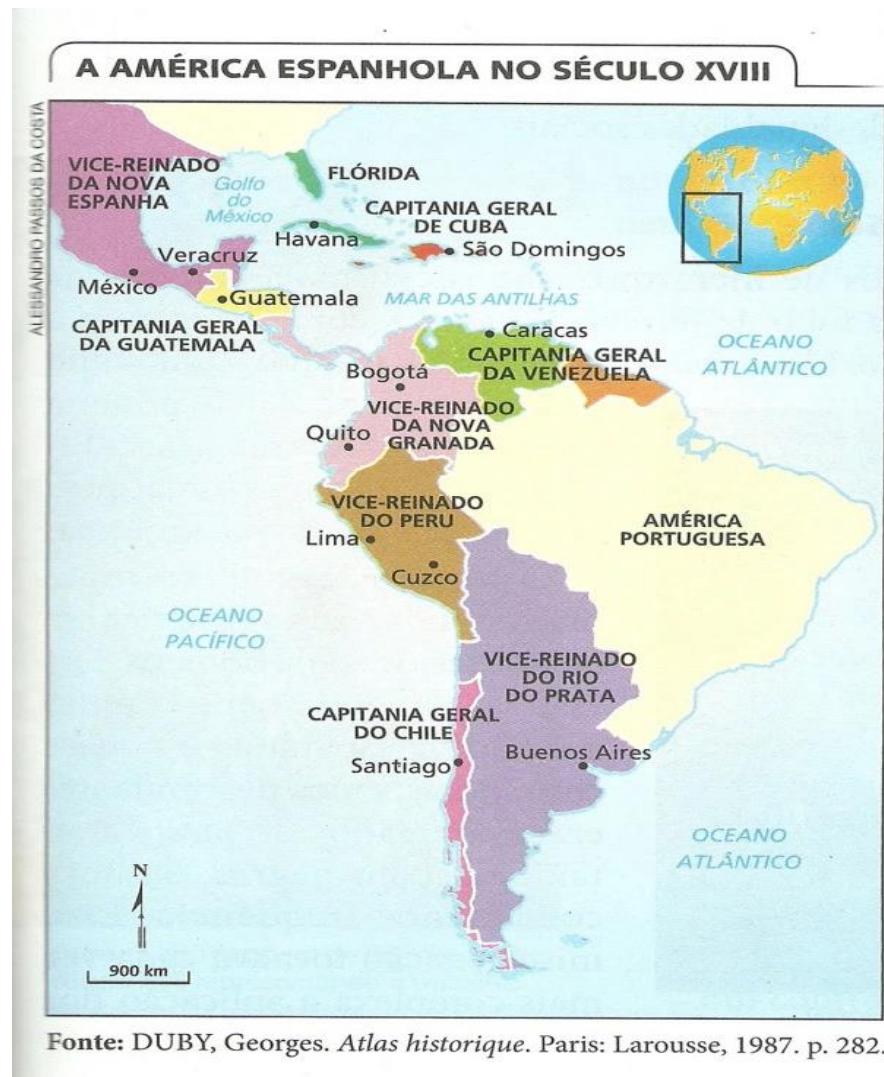 A AMÉRICA ESPANHOLA NO SÉCULO XVIII
ALESSANDRO PASSOS DA COSTA
VICE-REINADO
DA NOVA
ESPANHA
Golfo
do
México
FLÓRIDA
CAPITANIA GERAL
DE CUBA
Havana
São Domingos
Veracruz
México
Guatemala
MAR DAS ANTILHAS
CAPITANIA GERAL
DA GUATEMALA
Caracas
CAPITANIA GERAL
DA VENEZUELA
OCEANO
ATLÂNTICO
Bogotá
VICE-REINADO
DA NOVA
GRANADA
Quito
VICE-REINADO
DO PERU
Lima
Cuzco
AMÉRICA
PORTUGUESA
OCEANO
PACÍFICO
VICE-REINADO
DO RIO
DO PRATA
CAPITANIA GERAL
DO CHILE
Santiago
Buenos Aires
OCEANO
ATLÂNTICO
N
900 km
Fonte: DUBY, Georges. Atlas historique. Paris: Larousse, 1987. p. 282.